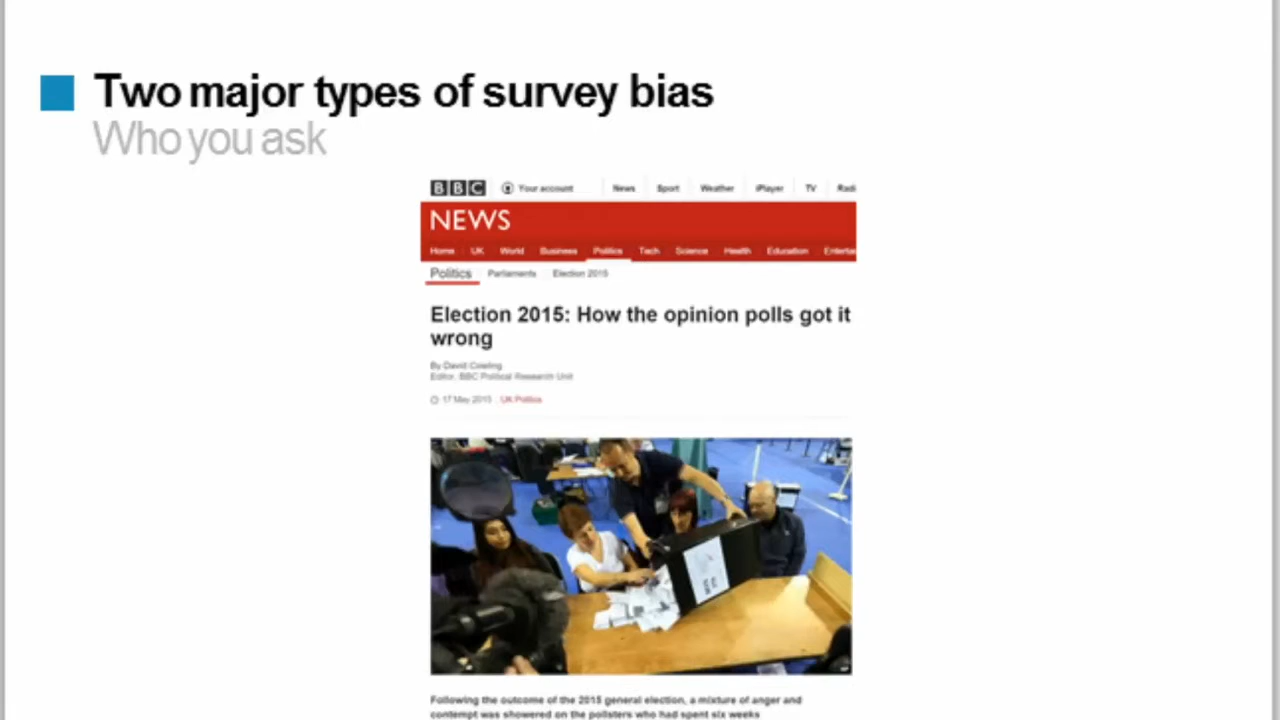 Two major types of survey bias
Who you ask
BBC Your account News Sport Weather iPlayer TV Radi
NEWS
Home UK World Business Politics Tech Science Health Education Enterta
Politics Parliaments Election 2015
Election 2015: How the opinion polls got it
wrong
By David Cowling
Editor, BBC Political Research Unit
17 May 2015 UK Politics
Following the outcome of the 2015 general election, a mixture of anger and
contempt was showered on the pollsters who had spent six weeks